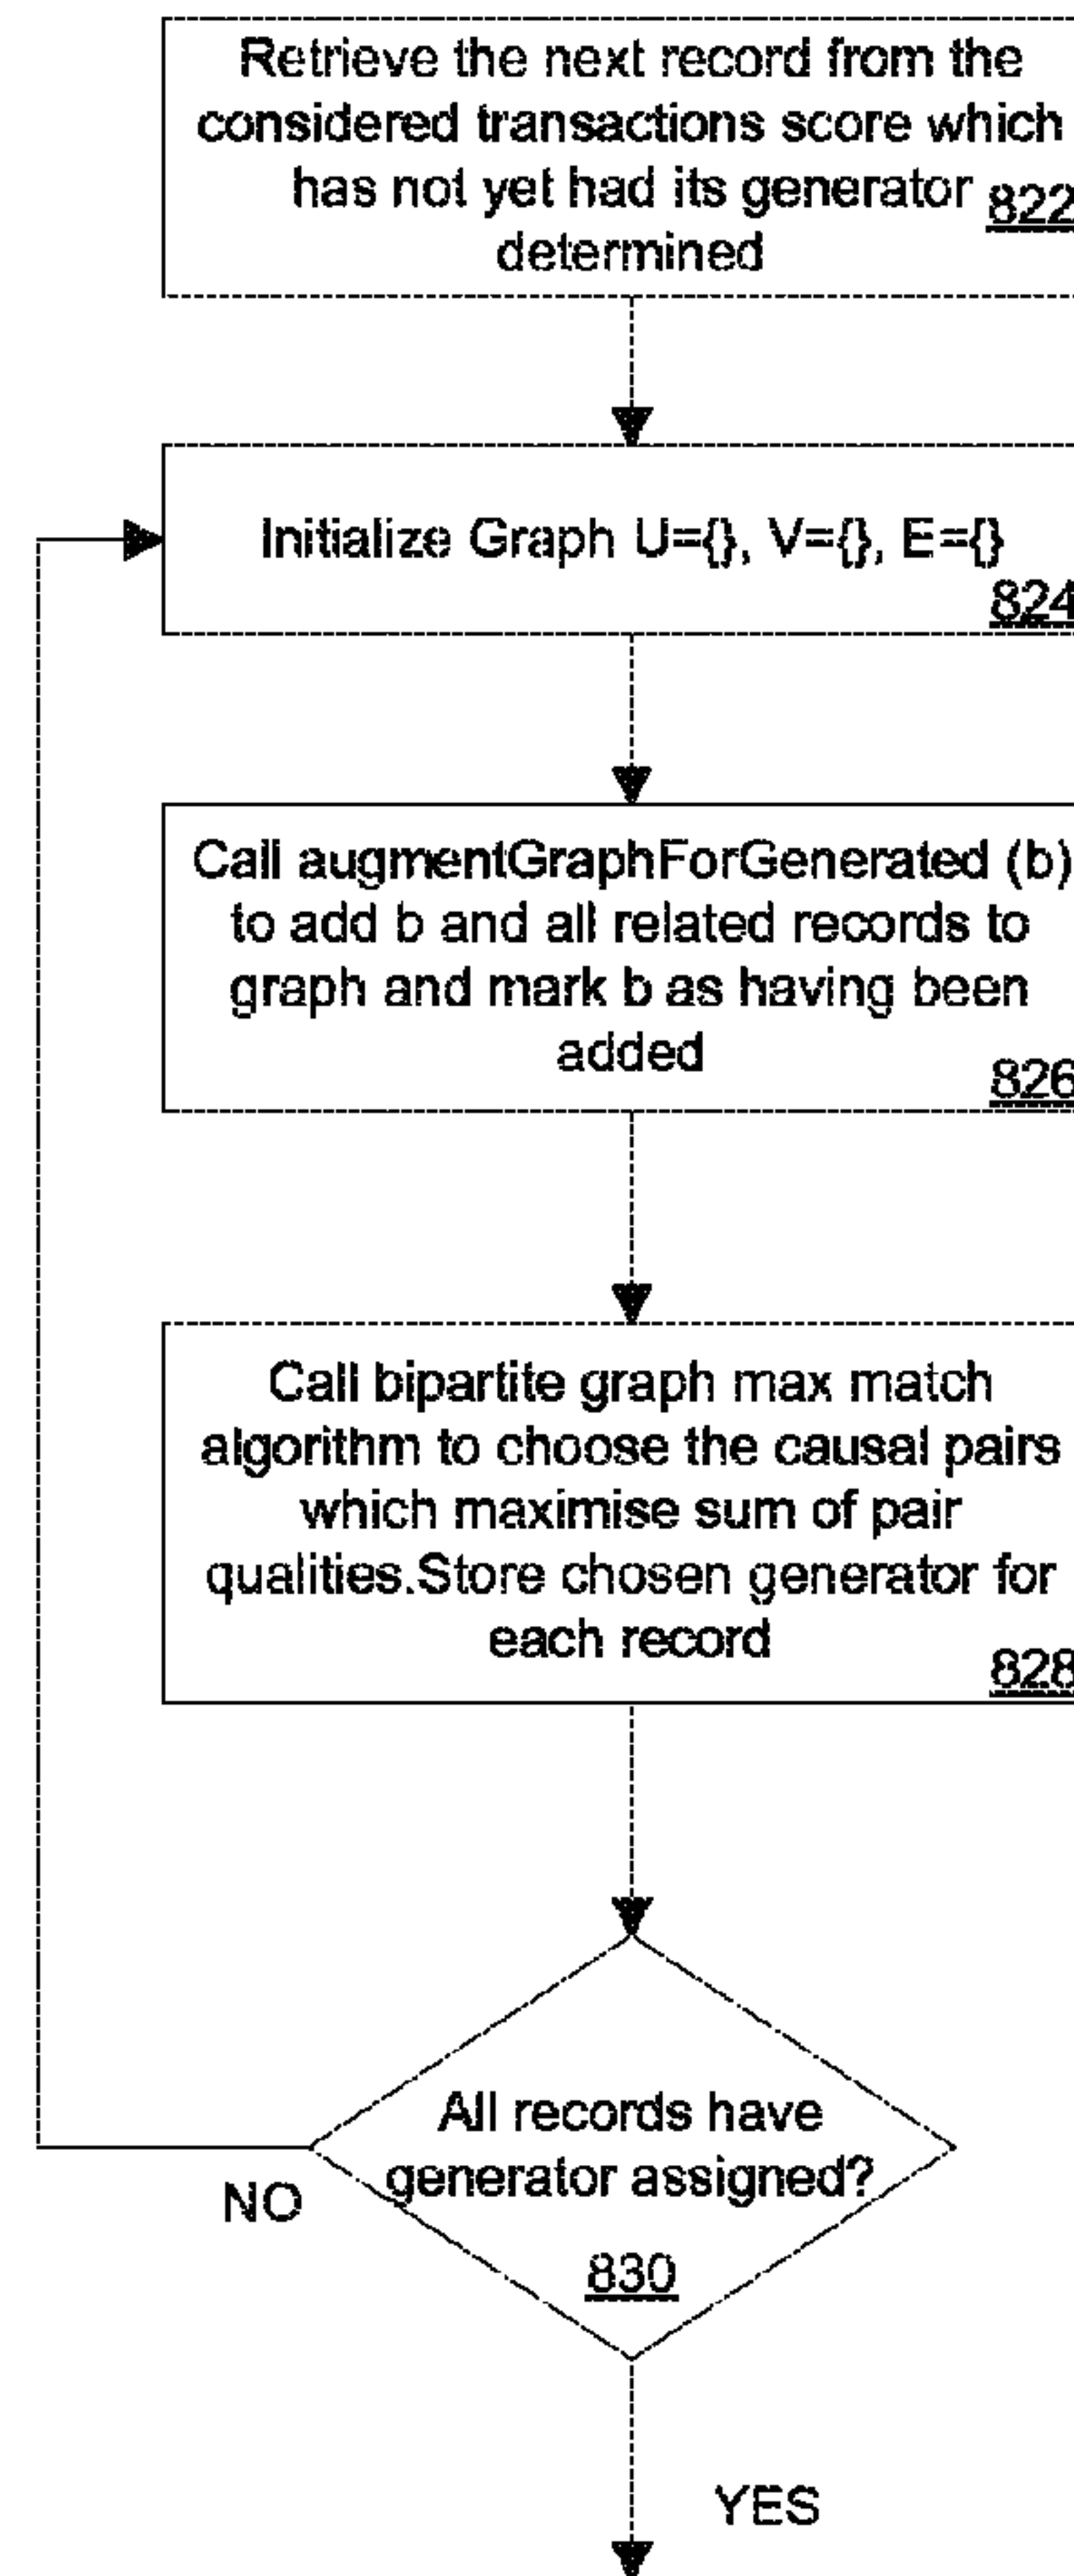 Retrieve the next record from the
considered transactions score which
has not yet had its generator 822
determined
Initialize Graph U={}, V={}, E={}
824
Call augmentGraphForGenerated (b)
to add b and all related records to
graph and mark b as having been
added
826
Call bipartite graph max match
algorithm to choose the causal pairs
which maximise sum of pair
qualities.Store chosen generator for
each record
828
All records have
generator assigned?
NO
830
YES